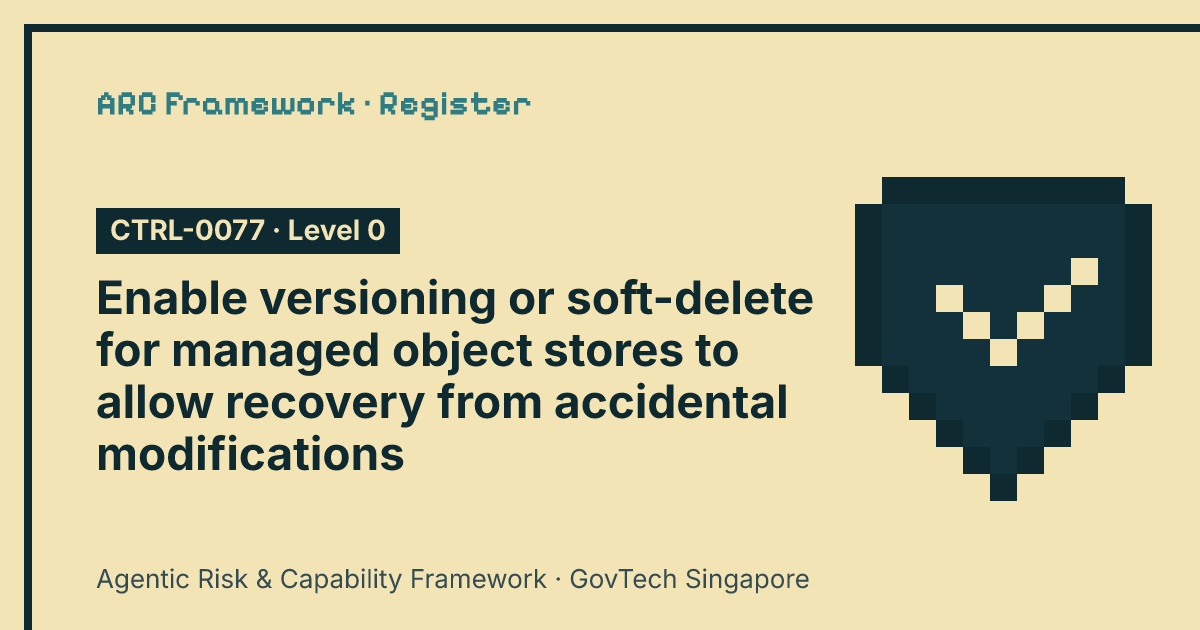 ARC Framework · Register
CTRL-0077 · Level 0
Enable versioning or soft-delete
for managed object stores to
allow recovery from accidental
modifications
Agentic Risk & Capability Framework · GovTech Singapore